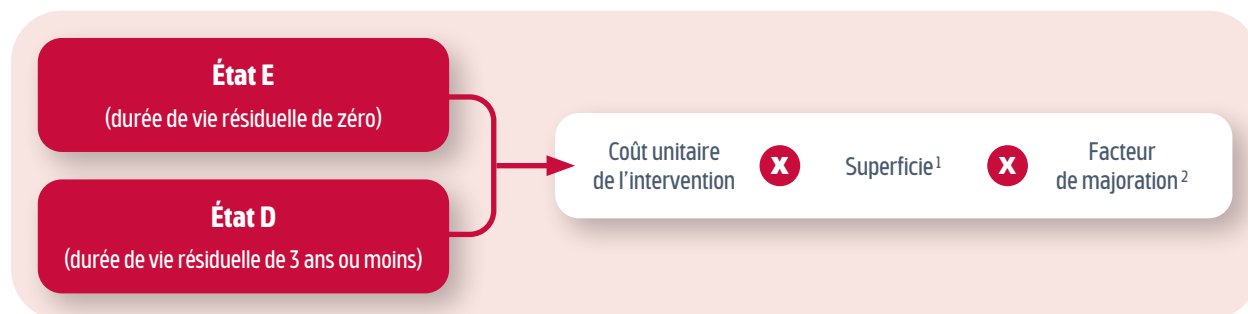 État E
(durée de vie résiduelle de zéro)
État D
(durée de vie résiduelle de 3 ans ou moins)
Coût unitaire
de l'intervention
X
Superficie¹
X
Facteur
de majoration²